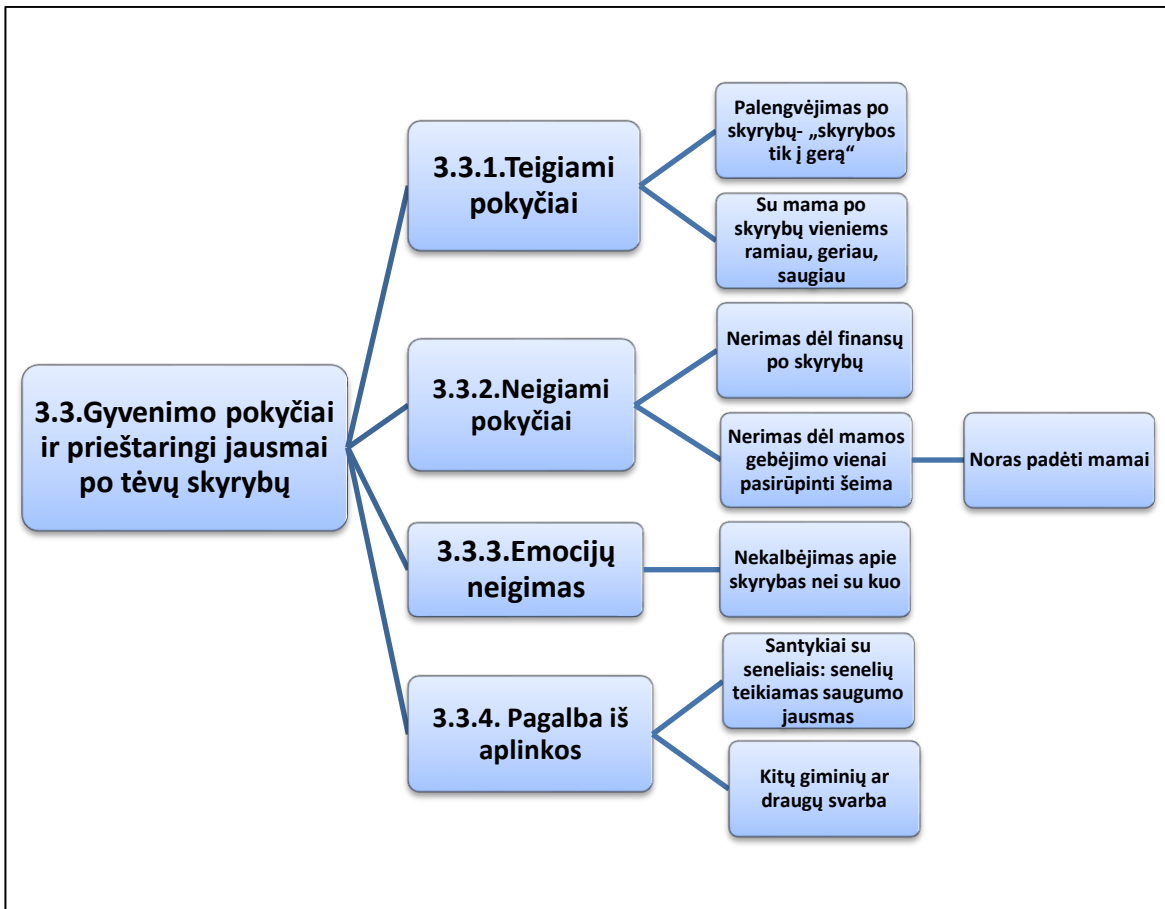 3.3.Gyvenimo pokyčiai
ir prieštaringi jausmai
po tėvų skyrybų
3.3.1.Teigiami
pokyčiai
Palengvėjimas po
skyrybų- „skyrybos
tik į gerą“
Su mama po
skyrybų vieniems
ramiau, geriau,
saugiau
3.3.2.Neigiami
pokyčiai
Nerimas dėl finansų
po skyrybų
Nerimas dėl mamos
gebėjimo vienai
pasirūpinti šeima
Noras padėti mamai
3.3.3.Emocijų
neigimas
Nekalbėjimas apie
skyrybas nei su kuo
3.3.4. Pagalba iš
aplinkos
Santykiai su
seneliais: senelių
teikiamas saugumo
jausmas
Kitų giminių ar
draugų svarba